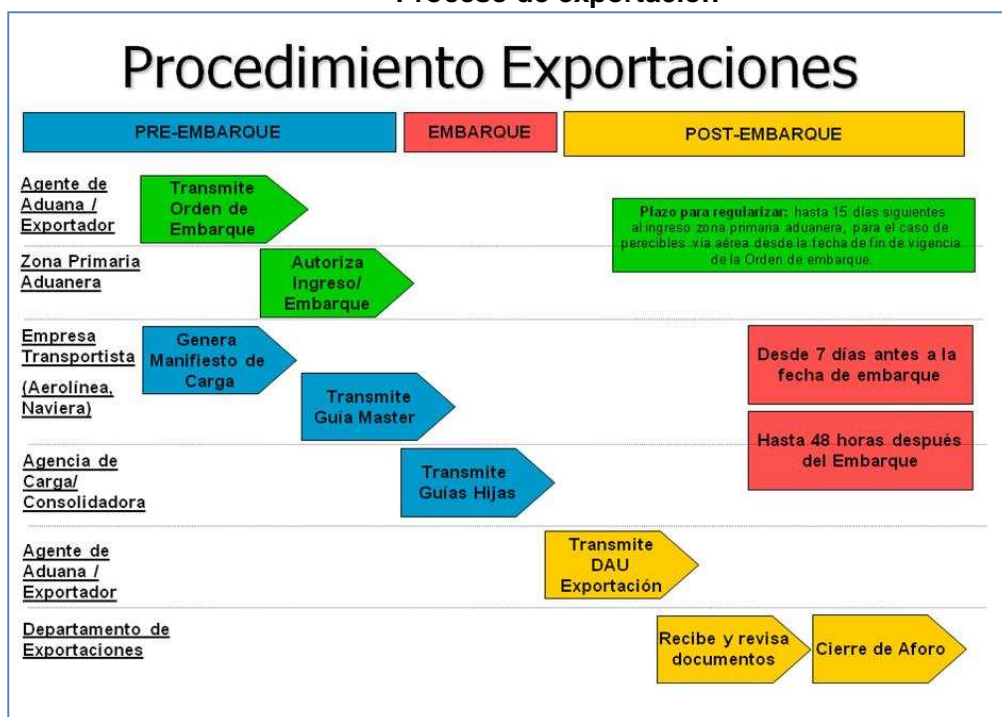 Proceso de exportación
Procedimiento Exportaciones
PRE-EMBARQUE
EMBARQUE
POST-EMBARQUE
Agente de
Aduana /
Exportador
Transmite
Orden de
Embarque
Plazo para regularizar: hasta 15 días siguientes
al ingreso zona primaria aduanera, para el caso de
perecibles vía aérea desde la fecha de fin de vigencia
de la Orden de embarque.
Zona Primaria
Aduanera
Autoriza
Ingreso/
Embarque
Empresa
Transportista
(Aerolínea,
Naviera)
Genera
Manifiesto de
Carga
Transmite
Guía Master
Desde 7 días antes a la
fecha de embarque
Hasta 48 horas después
del Embarque
Agencia de
Carga/
Consolidadora
Transmite
Guías Hijas
Agente de
Aduana /
Exportador
Transmite
DAU
Exportación
Departamento de
Exportaciones
Recibe y revisa
documentos
Cierre de Aforo